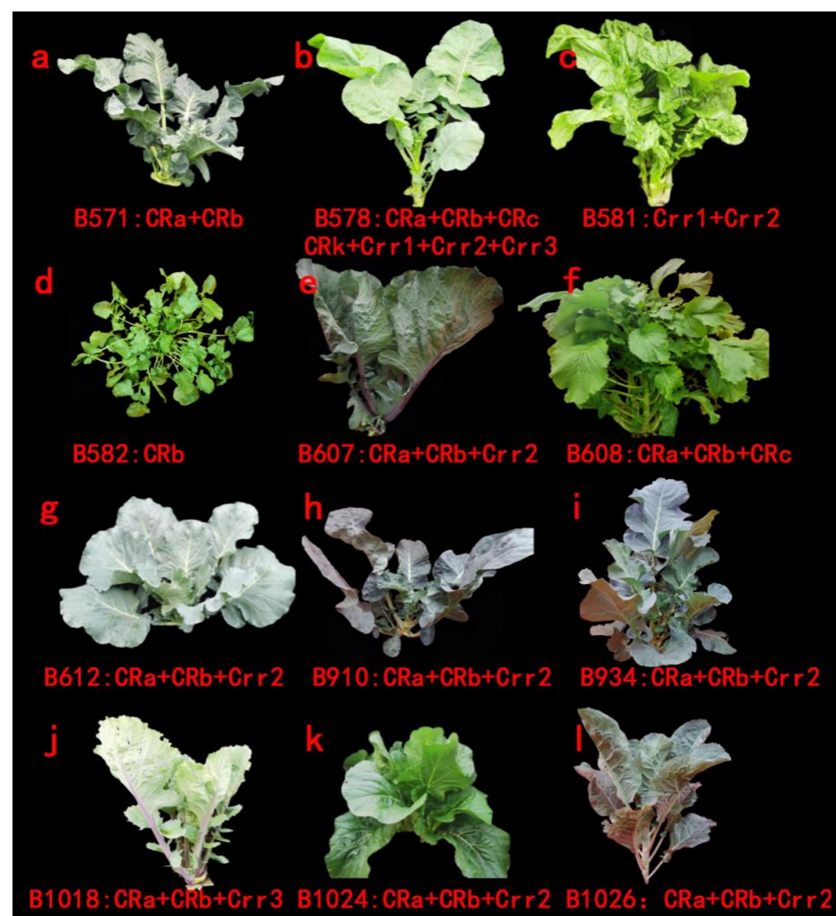 a b c
B571:CRa+CRb B578:CRa+CRb+CRc B581:Crr1+Crr2
CRk+Crr1+Crr2+Crr3
d e f
B582:CRb B607:CRa+CRb+Crr2 B608:CRa+CRb+CRc
g h i
B612:CRa+CRb+Crr2 B910:CRa+CRb+Crr2 B934:CRa+CRb+Crr2
j k l
B1018:CRa+CRb+Crr3 B1024:CRa+CRb+Crr2 B1026：CRa+CRb+Crr2